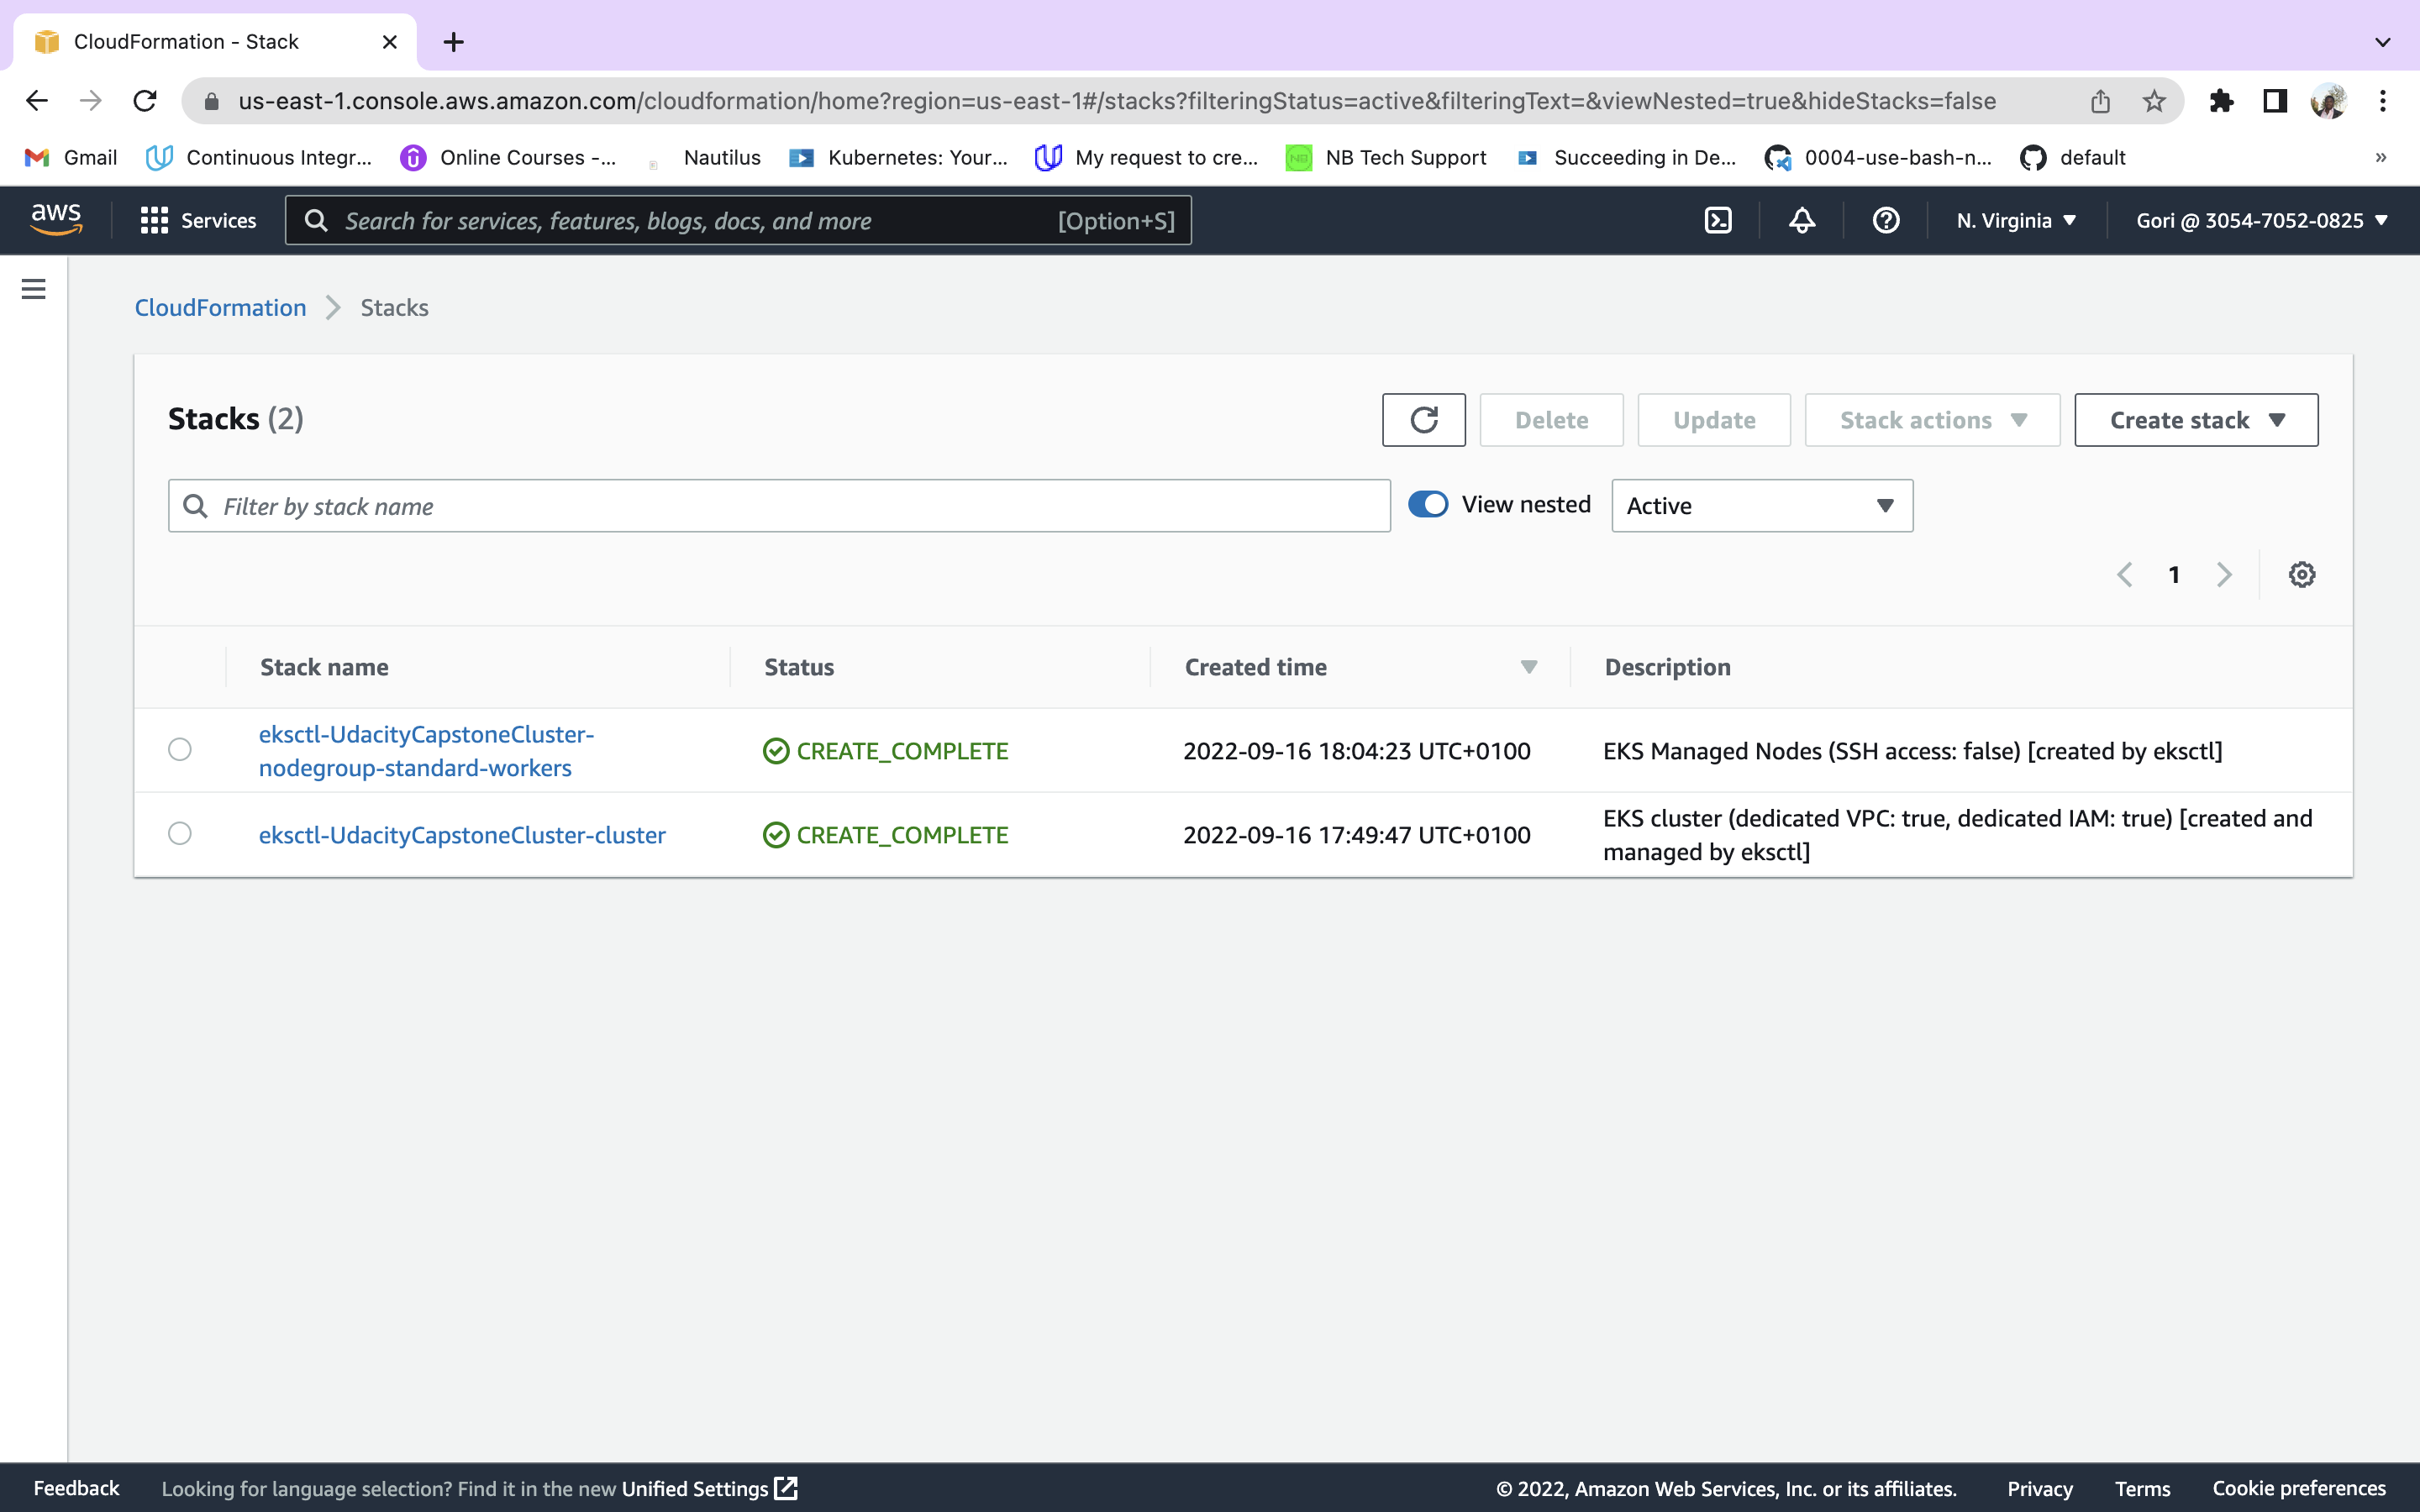 CloudFormation - Stack
us-east-1.console.aws.amazon.com/cloudformation/home?region=us-east-1#/stacks?filteringStatus=active&filteringText=&viewNested=true&hideStacks=false
Gmail Continuous Integr... Online Courses -... Nautilus Kubernetes: Your... My request to cre... NB Tech Support Succeeding in De... 0004-use-bash-n... default »
aws Services Search for services, features, blogs, docs, and more [Option+S] N. Virginia Gori @ 3054-7052-0825
CloudFormation Stacks
Stacks (2) Delete Update Stack actions Create stack
Filter by stack name View nested Active
1
Stack name Status Created time Description
eksctl-UdacityCapstoneCluster-
nodegroup-standard-workers
CREATE_COMPLETE 2022-09-16 18:04:23 UTC+0100 EKS Managed Nodes (SSH access: false) [created by eksctl]
eksctl-UdacityCapstoneCluster-cluster CREATE_COMPLETE 2022-09-16 17:49:47 UTC+0100
EKS cluster (dedicated VPC: true, dedicated IAM: true) [created and
managed by eksctl]
Feedback Looking for language selection? Find it in the new Unified Settings © 2022, Amazon Web Services, Inc. or its affiliates. Privacy Terms Cookie preferences